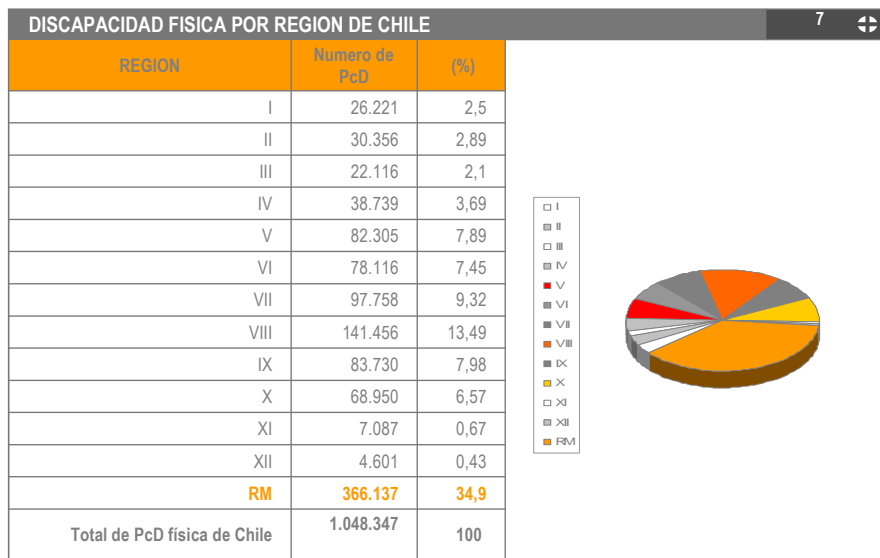 DISCAPACIDAD FISICA POR REGION DE CHILE 7
REGION Numero de PcD (%)
I 26.221 2,5
II 30.356 2,89
III 22.116 2,1
IV 38.739 3,69
V 82.305 7,89
VI 78.116 7,45
VII 97.758 9,32
VIII 141.456 13,49
IX 83.730 7,98
X 68.950 6,57
XI 7.087 0,67
XII 4.601 0,43
RM 366.137 34,9
Total de PcD física de Chile 1.048.347 100
I
II
III
IV
V
VI
VII
VIII
IX
X
XI
XII
RM